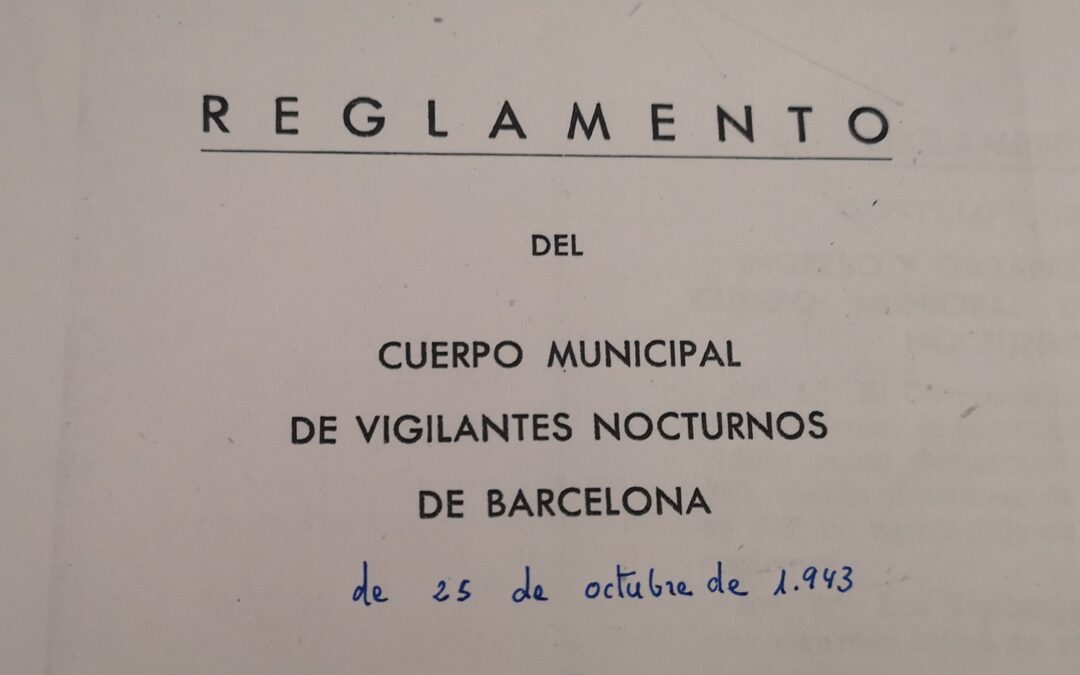 REGLAMENTO
DEL
CUERPO MUNICIPAL
DE VIGILANTES NOCTURNOS
DE BARCELONA
de 25 de octubre de 1.943